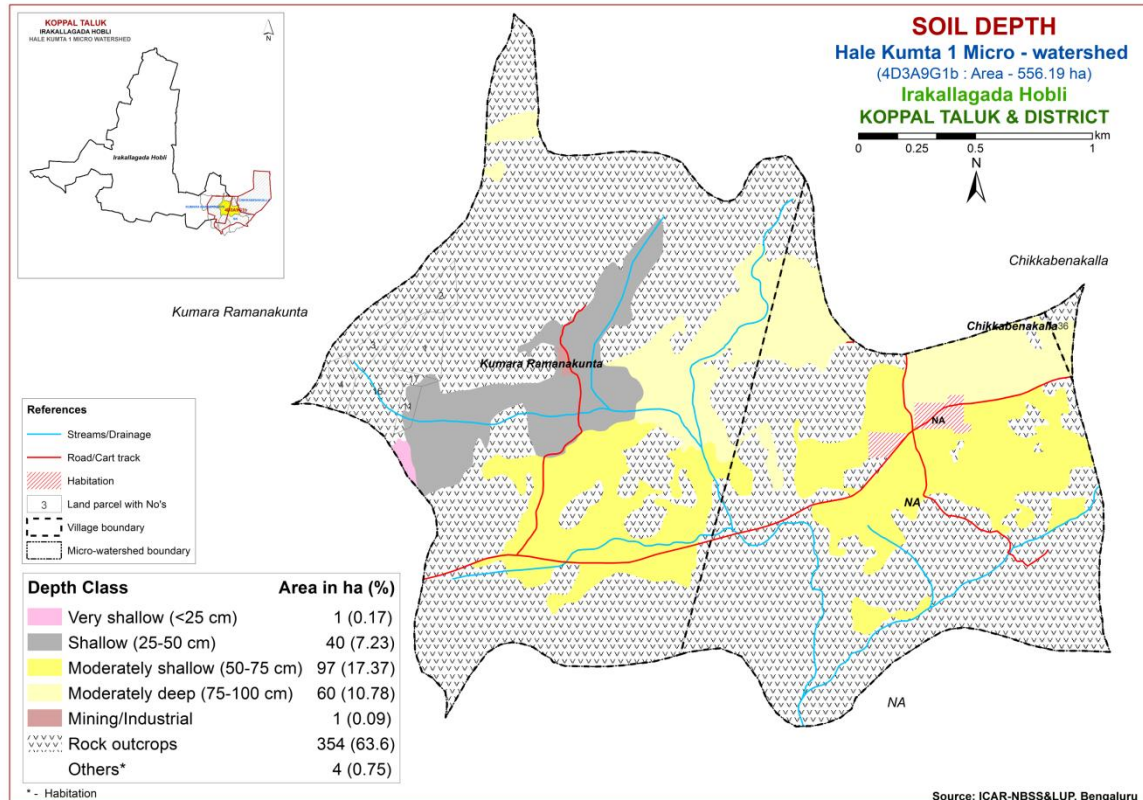 KOPPAL TALUK
IRAKALLAGADA HOBLI
HALE KUMTA 1 MICRO WATERSHED
N
Irakallagada Hobli
SOIL DEPTH
Hale Kumta 1 Micro - watershed
(4D3A9G1b : Area - 556.19 ha)
Irakallagada Hobli
KOPPAL TALUK & DISTRICT
km
0 0.25 0.5 1
N
Chikkabenakalla
Kumara Ramanakunta
2
Chikkabenakalla 36
3
1
Kumara Ramanakunta
4
16
17
NA
NA
NA
References
Streams/Drainage
Road/Cart track
Habitation
3 Land parcel with No's
Village boundary
Micro-watershed boundary
Depth Class Area in ha (%)
Very shallow (<25 cm) 1 (0.17)
Shallow (25-50 cm) 40 (7.23)
Moderately shallow (50-75 cm) 97 (17.37)
Moderately deep (75-100 cm) 60 (10.78)
Mining/Industrial 1 (0.09)
Rock outcrops 354 (63.6)
Others* 4 (0.75)
* - Habitation
Source: ICAR-NBSS&LUP, Bengaluru